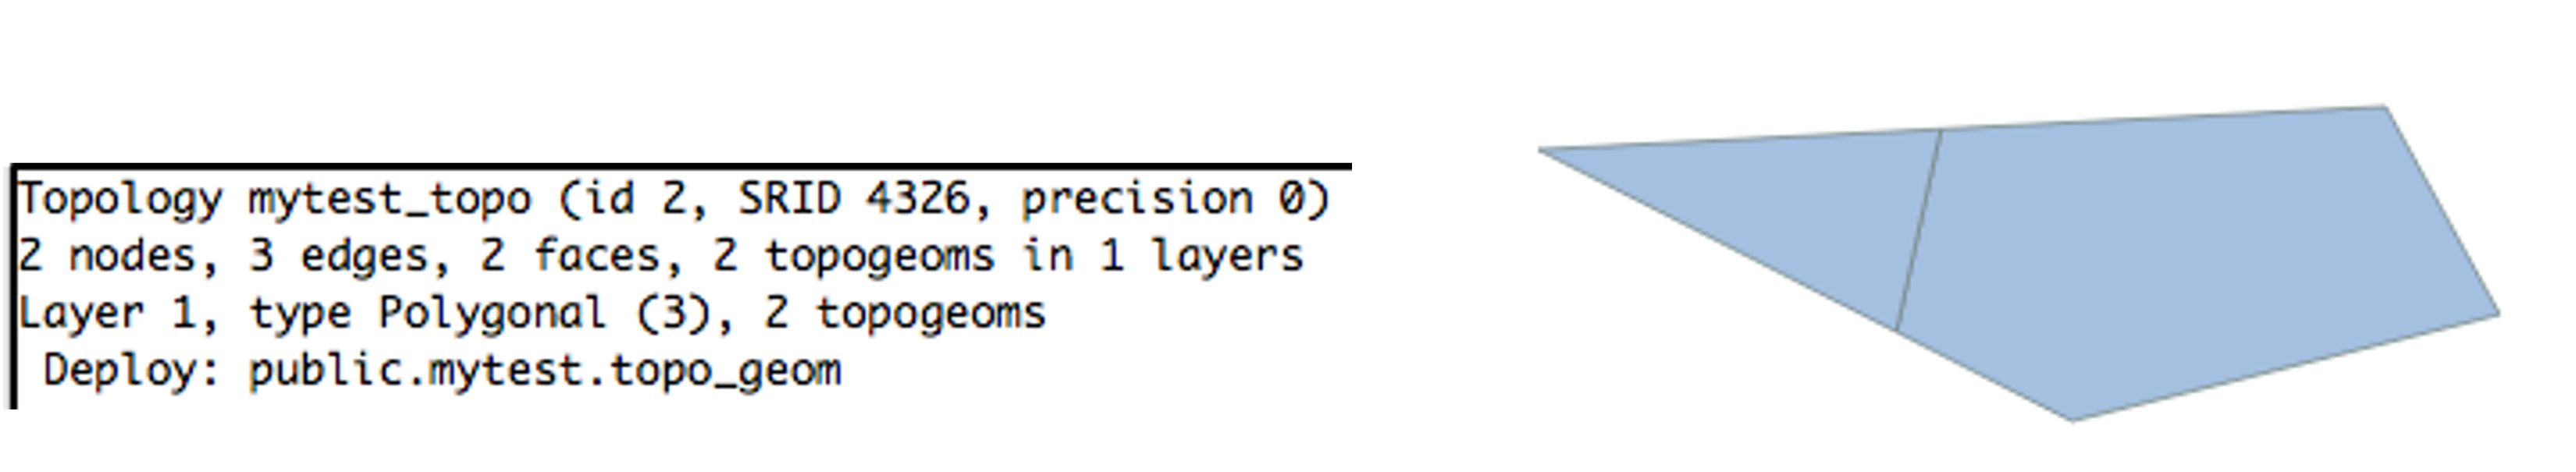 Topology mytest_topo (id 2, SRID 4326, precision 0)
2 nodes, 3 edges, 2 faces, 2 topogeoms in 1 layers
Layer 1, type Polygonal (3), 2 topogeoms
 Deploy: public.mytest.topo_geom